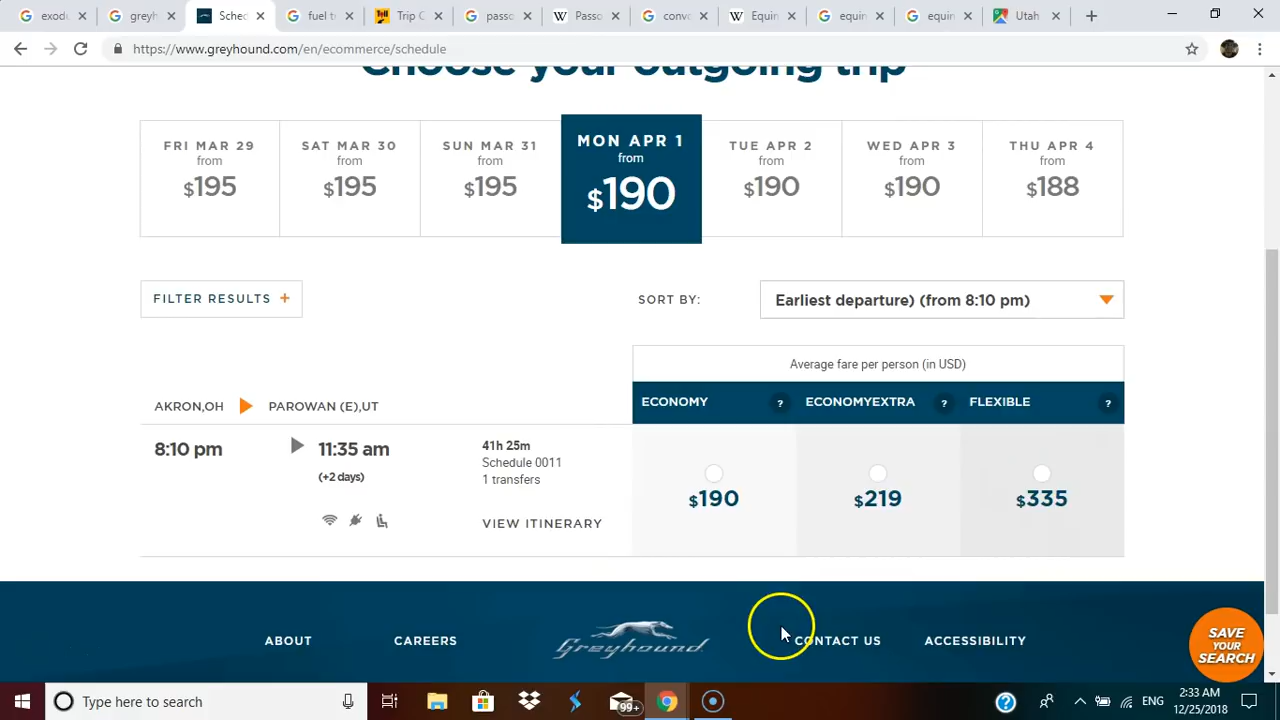 exodu
greyh
Sched
fuel t
Trip C
passo
Passo
convo
Equin
equin
equin
Utah
https://www.greyhound.com/en/ecommerce/schedule
Choose your outgoing trip
FRI MAR 29
from
$195
SAT MAR 30
from
$195
SUN MAR 31
from
$195
MON APR 1
from
$190
TUE APR 2
from
$190
WED APR 3
from
$190
THU APR 4
from
$188
FILTER RESULTS +
SORT BY:
Earliest departure) (from 8:10 pm)
Average fare per person (in USD)
ECONOMY ?
ECONOMYEXTRA ?
FLEXIBLE ?
AKRON,OH
PAROWAN (E),UT
8:10 pm
11:35 am
(+2 days)
41h 25m
Schedule 0011
1 transfers
VIEW ITINERARY
$190
$219
$335
ABOUT
CAREERS
Greyhound
CONTACT US
ACCESSIBILITY
SAVE
YOUR
SEARCH
Type here to search
99+
ENG
2:33 AM
12/25/2018